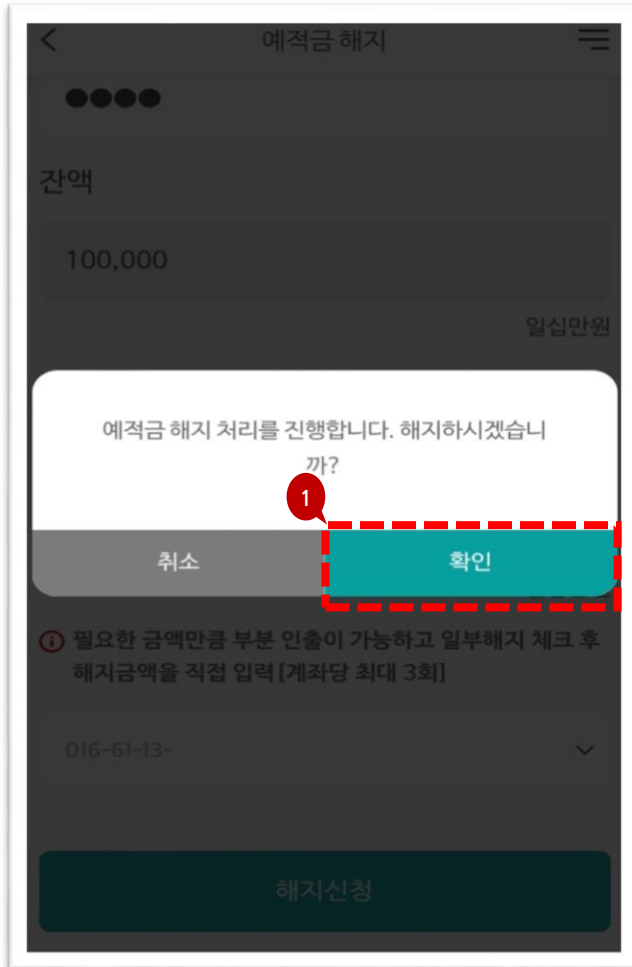 예적금 해지
●●●●
잔액
100,000
일십만원
예적금 해지 처리를 진행합니다. 해지하시겠습니
까?
1
취소
확인
필요한 금액만큼 부분 인출이 가능하고 일부해지 체크 후
해지금액을 직접 입력 [계좌당 최대 3회]
016-61-13-
해지신청